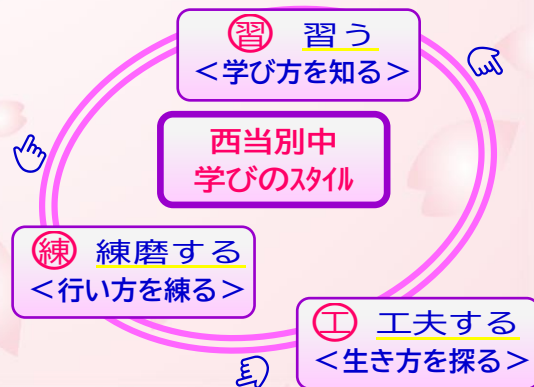 習 習う
＜学び方を知る＞
西当別中
学びのｽﾀｲﾙ
練 練磨する
＜行い方を練る＞
工 工夫する
＜生き方を探る＞